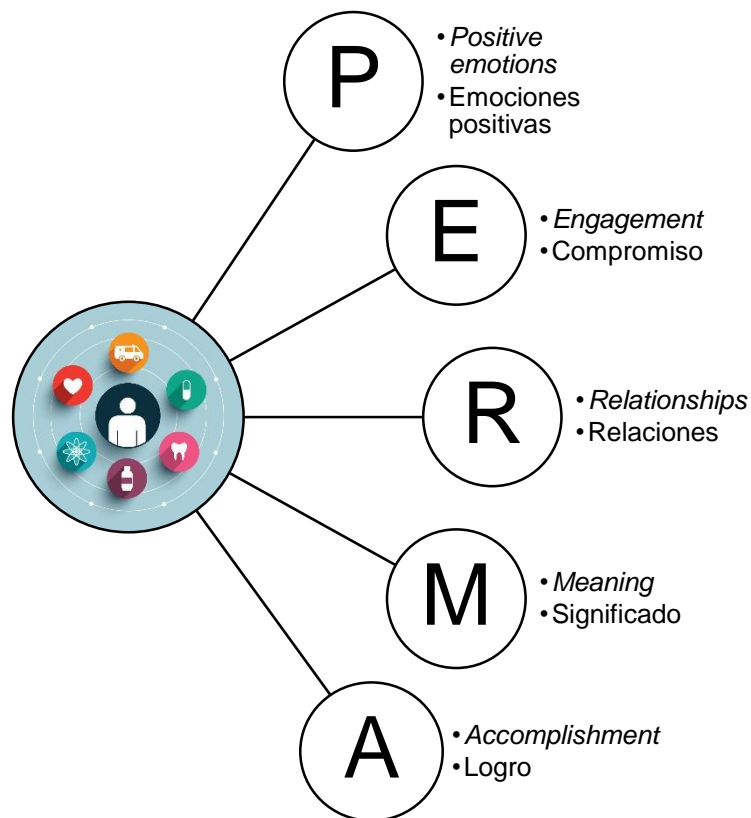 P
• Positive
emotions
• Emociones
positivas
E
• Engagement
• Compromiso
R
• Relationships
• Relaciones
M
• Meaning
• Significado
A
• Accomplishment
• Logro